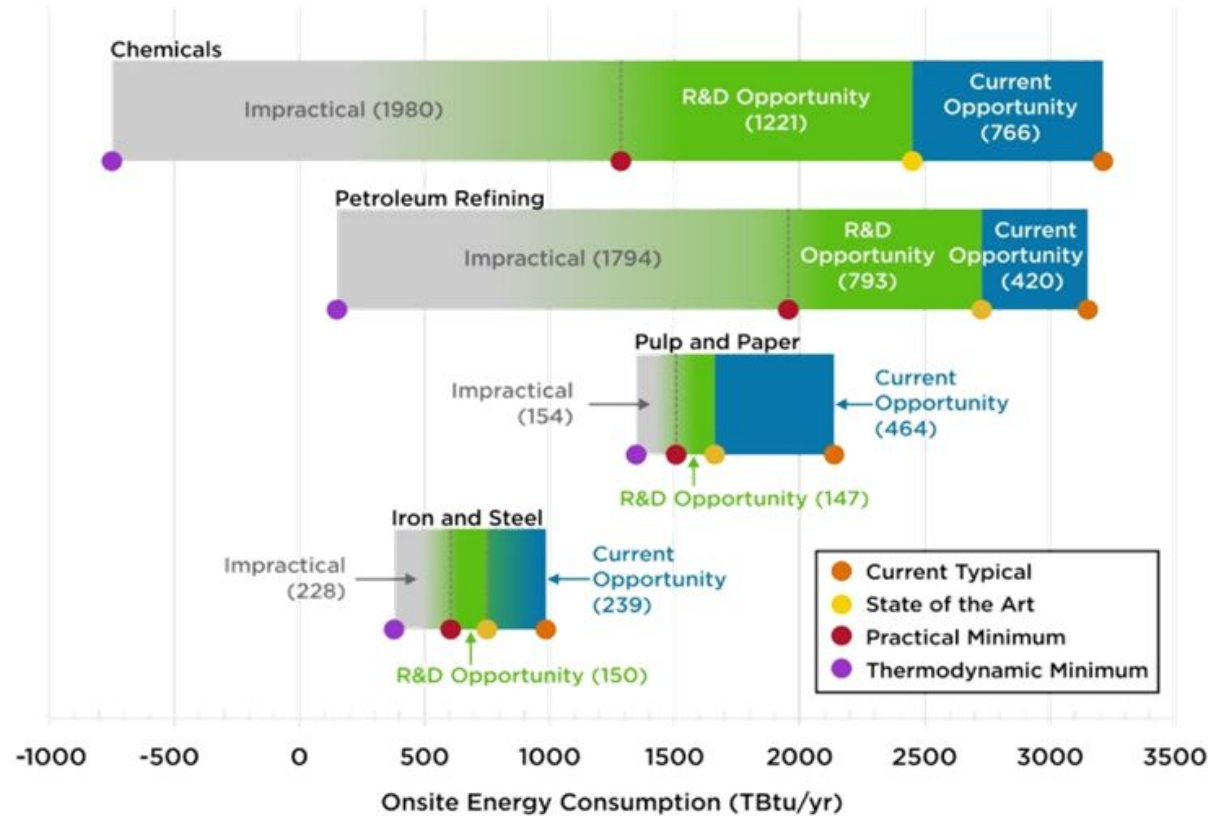 Chemicals
Impractical (1980)
R&D Opportunity
(1221)
Current
Opportunity
(766)
Petroleum Refining
Impractical (1794)
R&D
Opportunity
(793)
Current
Opportunity
(420)
Pulp and Paper
Impractical
(154)
Current
Opportunity
(464)
R&D Opportunity (147)
Iron and Steel
Impractical
(228)
Current
Opportunity
(239)
R&D Opportunity (150)
Current Typical
State of the Art
Practical Minimum
Thermodynamic Minimum
-1000 -500 0 500 1000 1500 2000 2500 3000 3500
Onsite Energy Consumption (TBtu/yr)